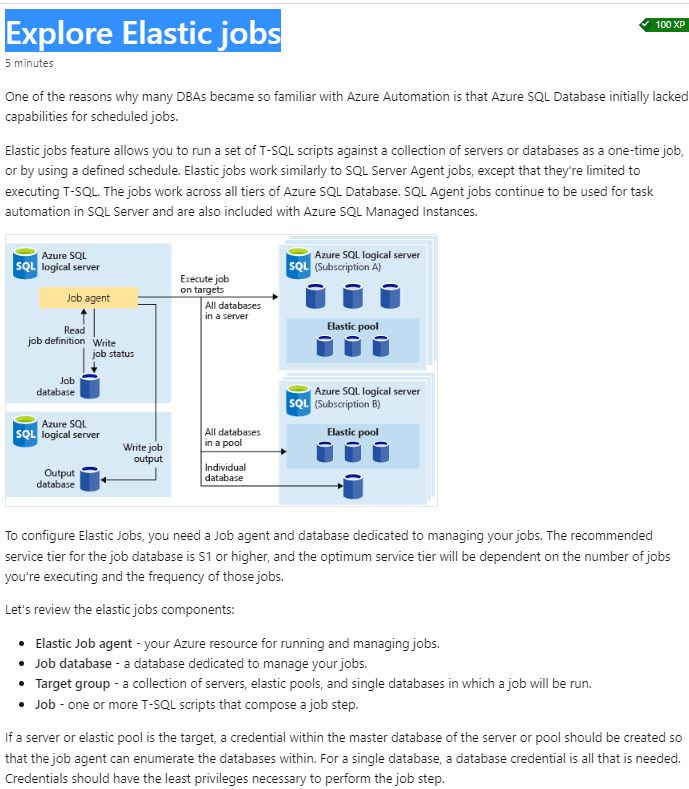 Explore Elastic jobs
100 XP
5 minutes
One of the reasons why many DBAs became so familiar with Azure Automation is that Azure SQL Database initially lacked
capabilities for scheduled jobs.
Elastic jobs feature allows you to run a set of T-SQL scripts against a collection of servers or databases as a one-time job,
or by using a defined schedule. Elastic jobs work similarly to SQL Server Agent jobs, except that they're limited to
executing T-SQL. The jobs work across all tiers of Azure SQL Database. SQL Agent jobs continue to be used for task
automation in SQL Server and are also included with Azure SQL Managed Instances.
SQL
Azure SQL
logical server
Job agent
Read
job definition
Write
job status
Job
database
SQL
Azure SQL
logical server
Write job
output
Output
database
Execute job
on targets
All databases
in a server
All databases
in a pool
Individual
database
SQL
Azure SQL logical server
(Subscription A)
Elastic pool
SQL
Azure SQL logical server
(Subscription B)
Elastic pool
To configure Elastic Jobs, you need a Job agent and database dedicated to managing your jobs. The recommended
service tier for the job database is S1 or higher, and the optimum service tier will be dependent on the number of jobs
you're executing and the frequency of those jobs.
Let's review the elastic jobs components:
• Elastic Job agent - your Azure resource for running and managing jobs.
• Job database - a database dedicated to manage your jobs.
• Target group - a collection of servers, elastic pools, and single databases in which a job will be run.
• Job - one or more T-SQL scripts that compose a job step.
If a server or elastic pool is the target, a credential within the master database of the server or pool should be created so
that the job agent can enumerate the databases within. For a single database, a database credential is all that is needed.
Credentials should have the least privileges necessary to perform the job step.